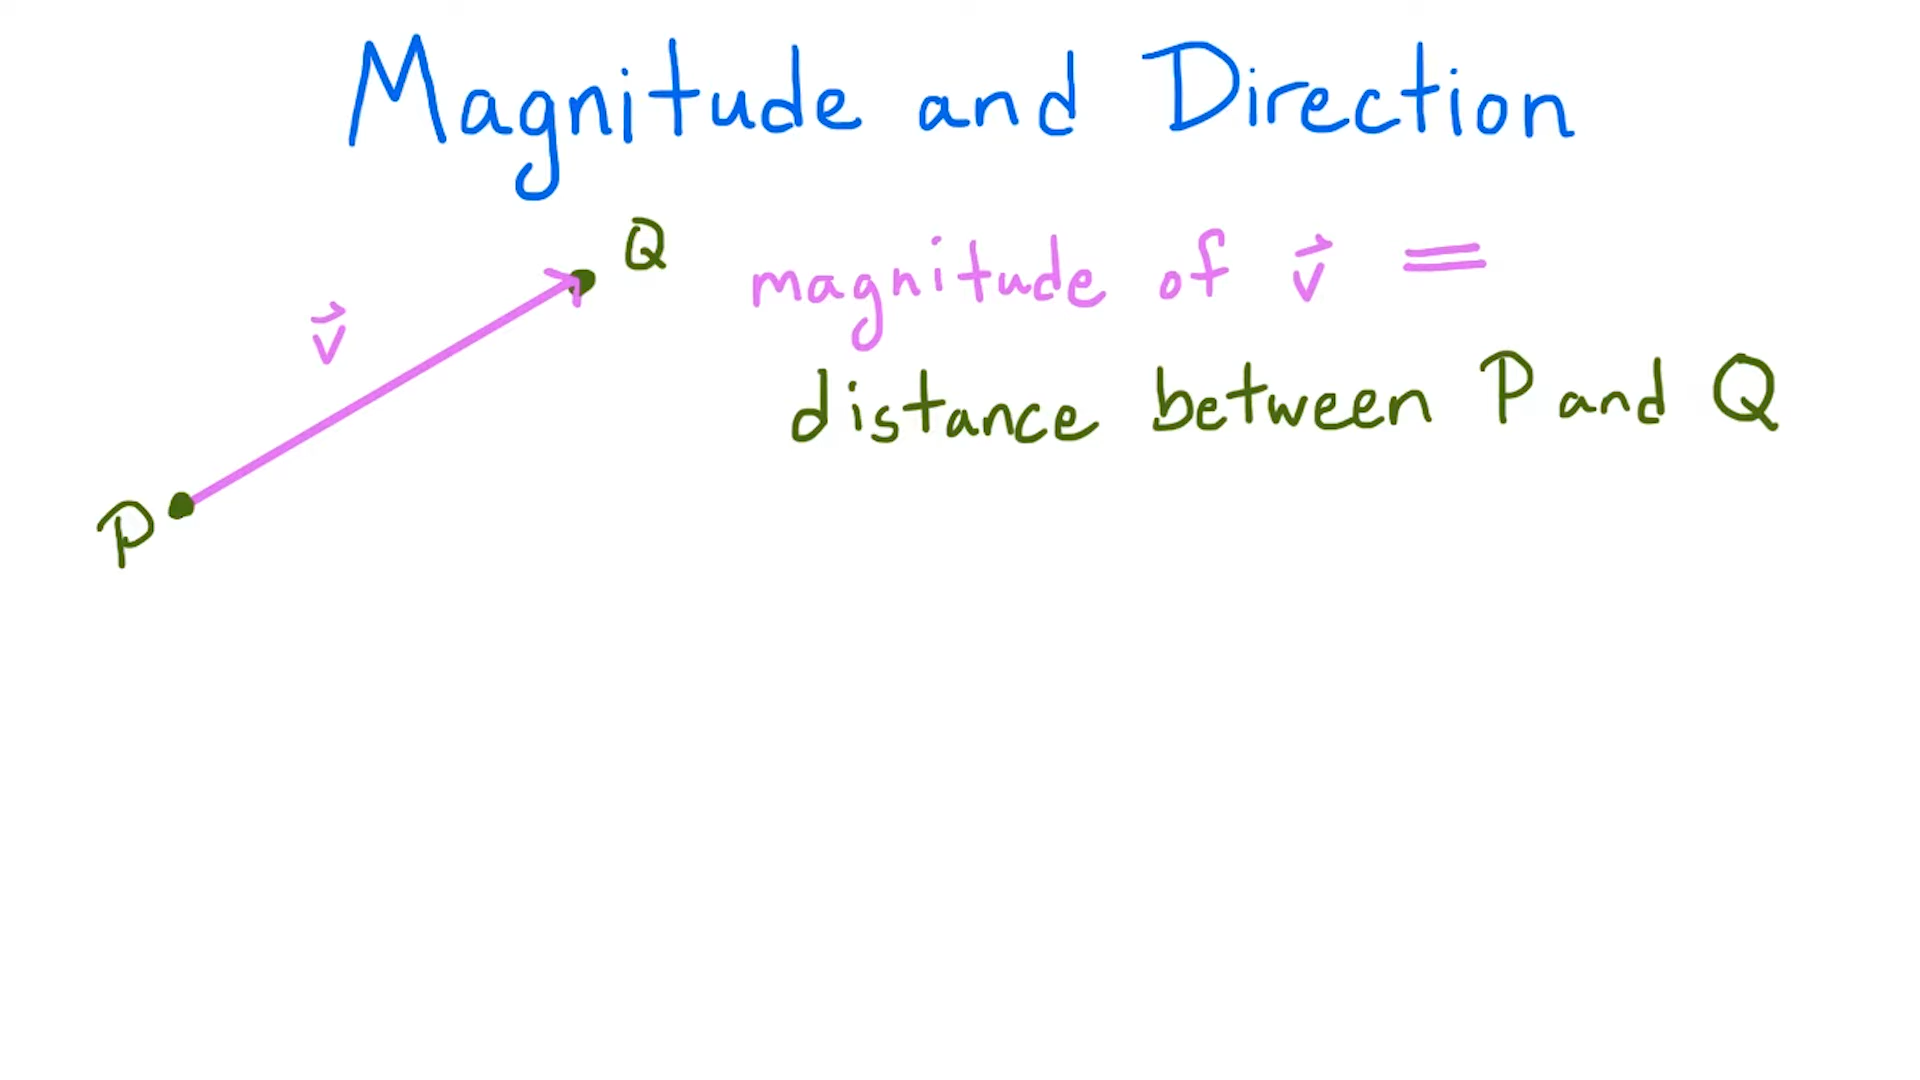 Magnitude and Direction
Q
magnitude of v⃗ =
v⃗
distance between P and Q
P